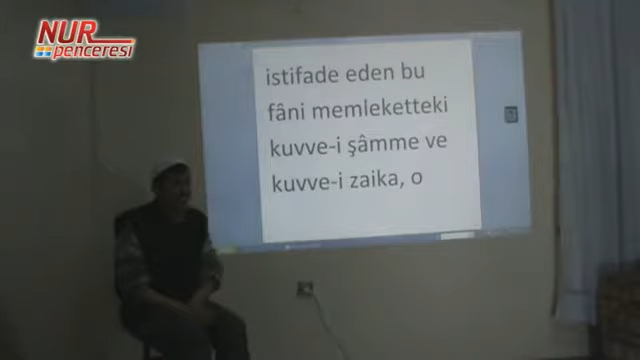 NUR
penceresi
istifade eden bu
fâni memleketteki
kuvve-i şâmme ve
kuvve-i zaika, o